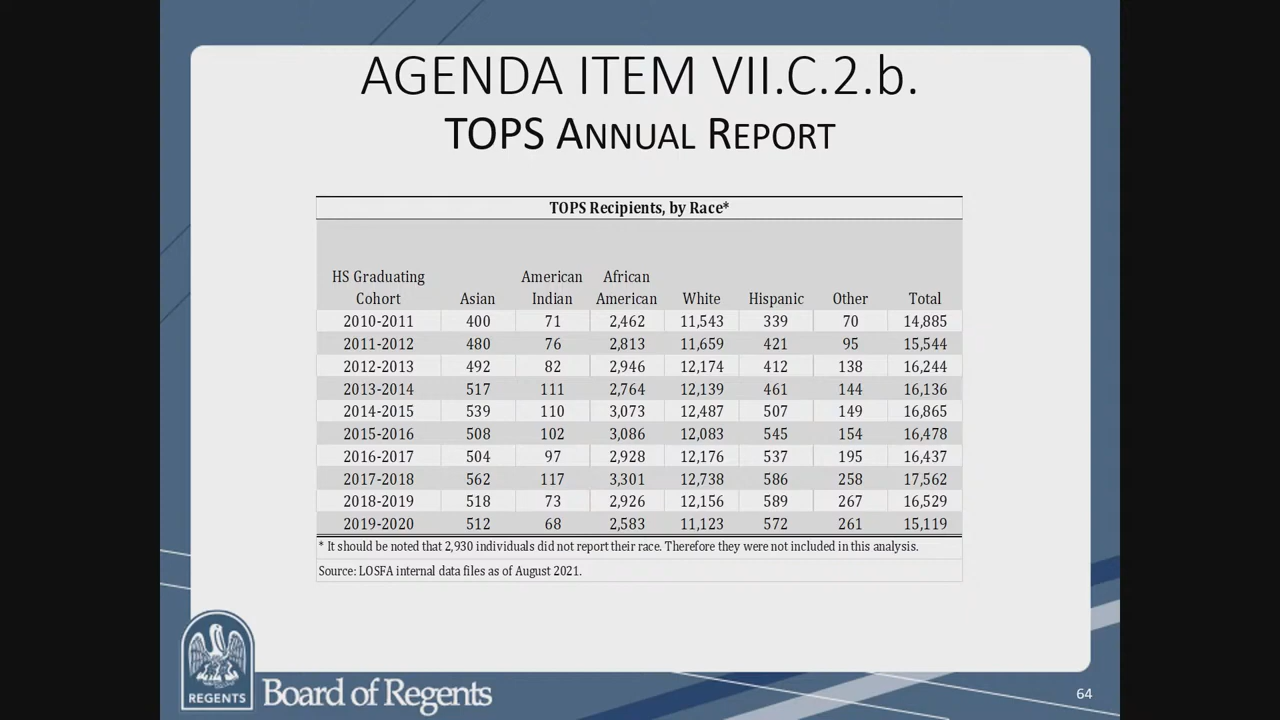 AGENDA ITEM VII.C.2.b.
TOPS ANNUAL REPORT
TOPS Recipients, by Race*
HS Graduating Cohort Asian American Indian African American White Hispanic Other Total
2010-2011 400 71 2,462 11,543 339 70 14,885
2011-2012 480 76 2,813 11,659 421 95 15,544
2012-2013 492 82 2,946 12,174 412 138 16,244
2013-2014 517 111 2,764 12,139 461 144 16,136
2014-2015 539 110 3,073 12,487 507 149 16,865
2015-2016 508 102 3,086 12,083 545 154 16,478
2016-2017 504 97 2,928 12,176 537 195 16,437
2017-2018 562 117 3,301 12,738 586 258 17,562
2018-2019 518 73 2,926 12,156 589 267 16,529
2019-2020 512 68 2,583 11,123 572 261 15,119
* It should be noted that 2,930 individuals did not report their race. Therefore they were not included in this analysis.
Source: LOSFA internal data files as of August 2021.
REGENTS
Board of Regents
64